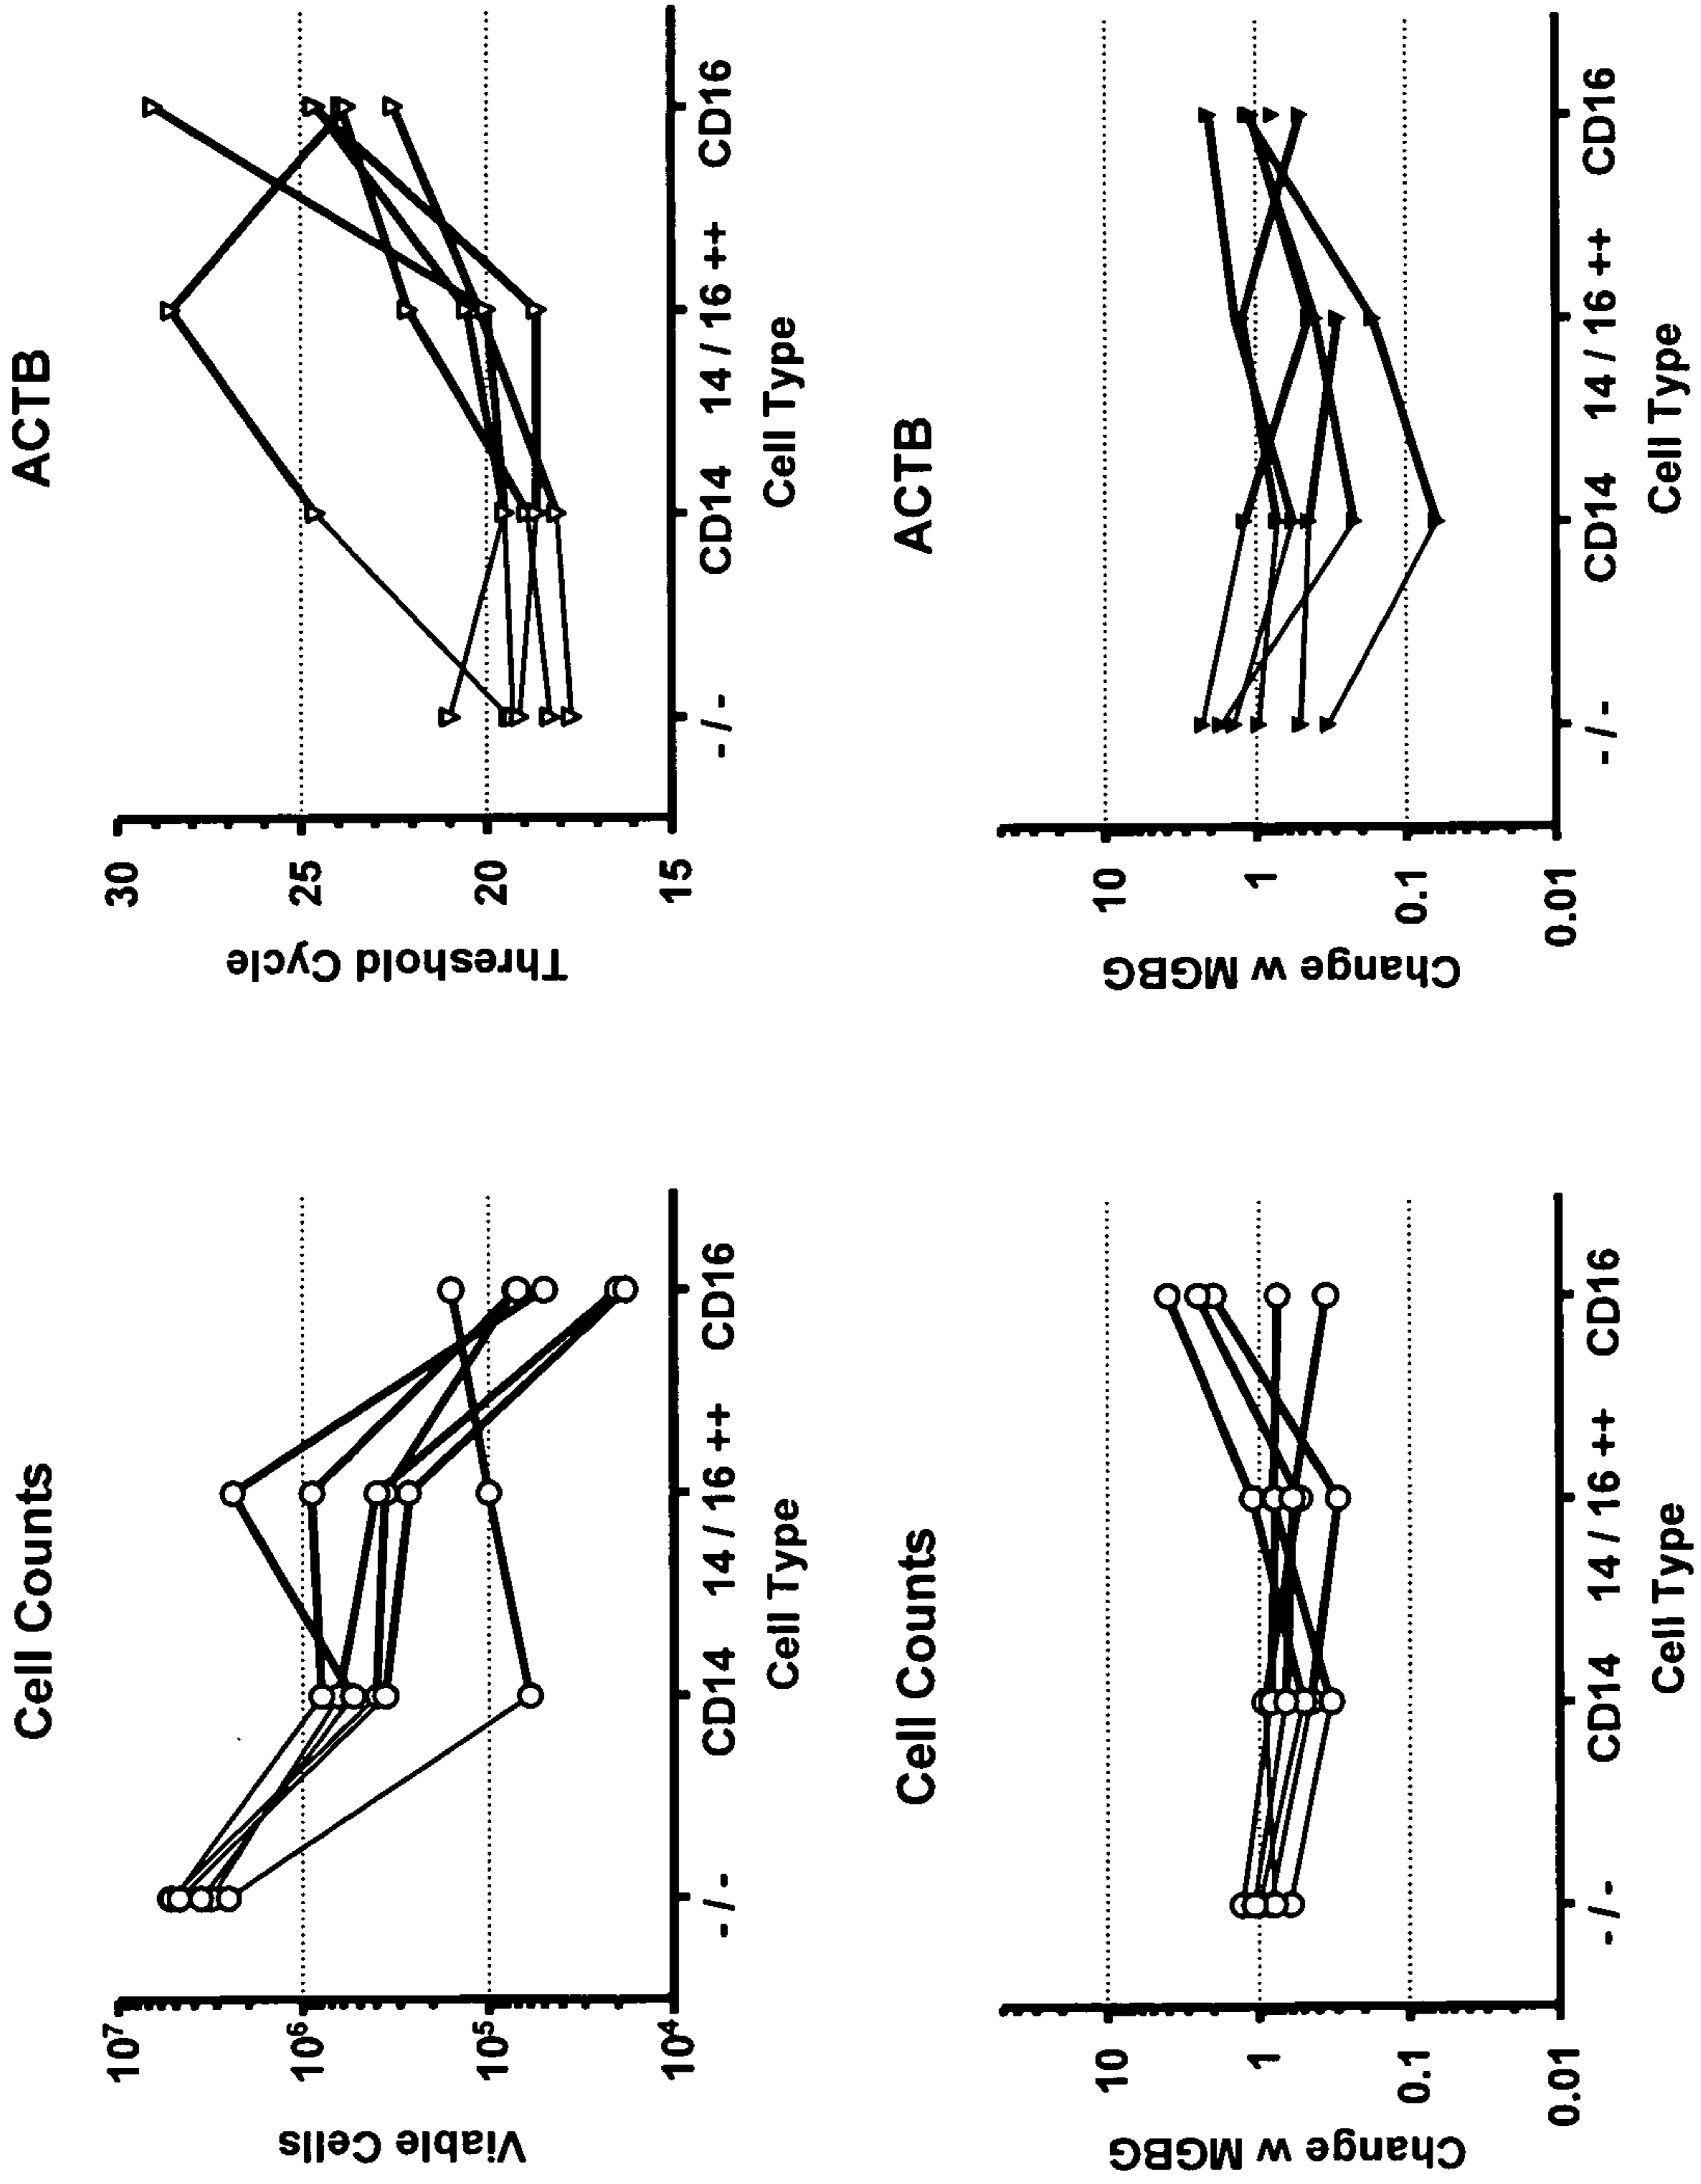 Cell Counts
Viable Cells
10⁷
10⁶
10⁵
10⁴
-/- CD14 14/16 ++ CD16
Cell Type
ACTB
Threshold Cycle
30
25
20
15
-/- CD14 14/16 ++ CD16
Cell Type
Cell Counts
Change w MGBG
10
1
0.1
0.01
-/- CD14 14/16 ++ CD16
Cell Type
ACTB
Change w MGBG
10
1
0.1
0.01
-/- CD14 14/16 ++ CD16
Cell Type